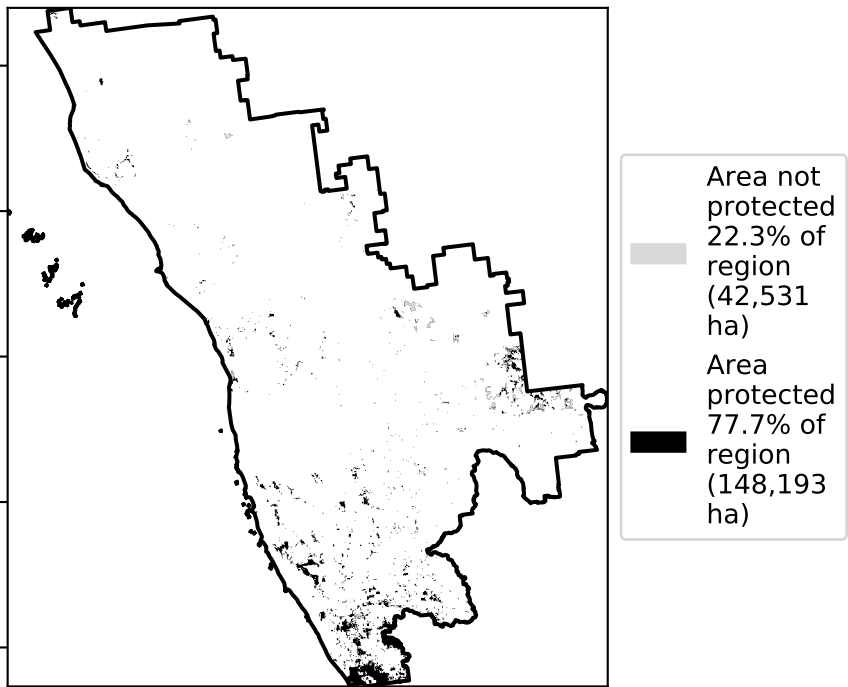 Area not
protected
22.3% of
region
(42,531
ha)
Area
protected
77.7% of
region
(148,193
ha)